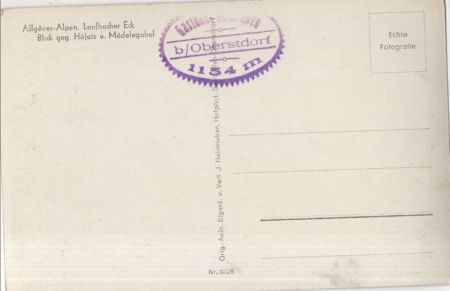 Allgäuer-Alpen. Laufbacher Eck
Blick geg. Höfats u. Mädelegabel
b/Oberstdorf
1154 m
Echte
Fotografie
Orig.-Aufn. Eigent. u. Verl. J. Heimhuber, Hofphot.
Nr.